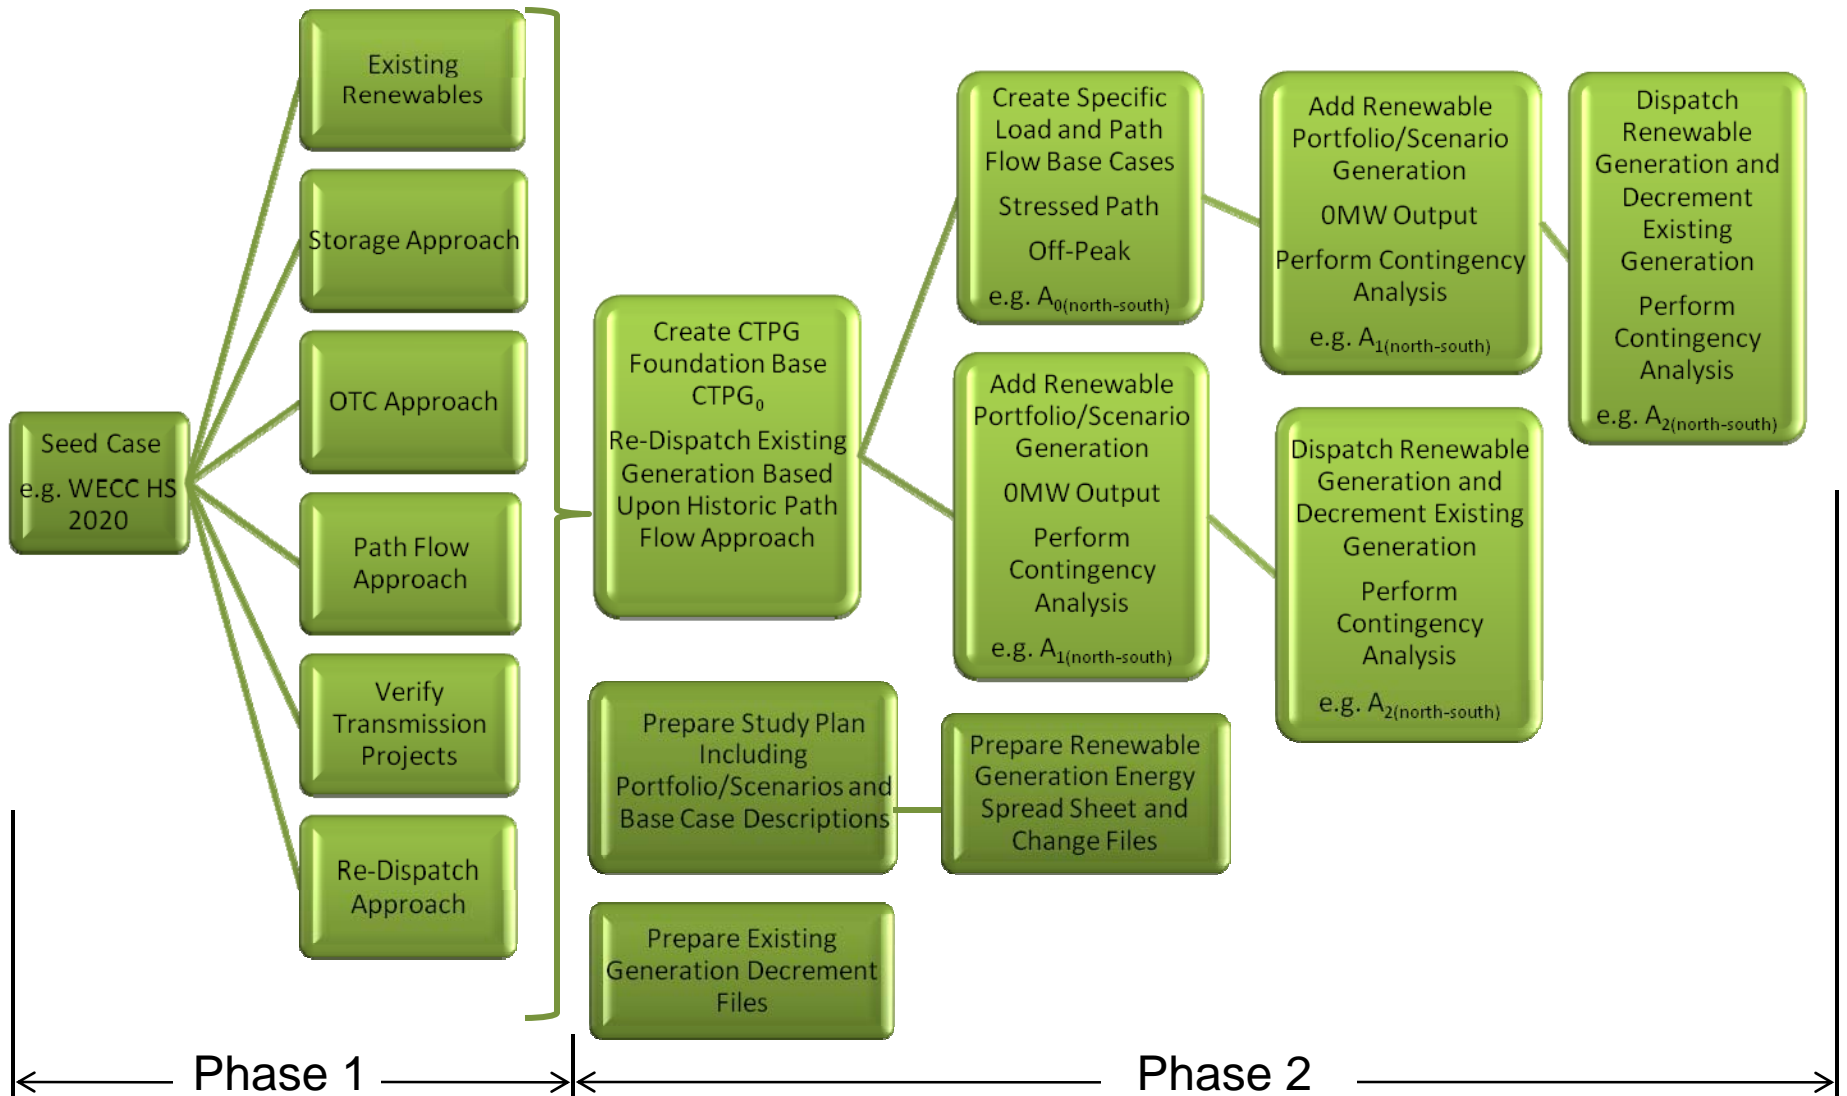 Seed Case
e.g. WECC HS
2020
Existing
Renewables
Storage Approach
OTC Approach
Path Flow
Approach
Verify
Transmission
Projects
Re-Dispatch
Approach
Create CTPG
Foundation Base
CTPG0
Re-Dispatch Existing
Generation Based
Upon Historic Path
Flow Approach
Prepare Study Plan
Including
Portfolio/Scenarios and
Base Case Descriptions
Prepare Existing
Generation Decrement
Files
Create Specific
Load and Path
Flow Base Cases
Stressed Path
Off-Peak
e.g. A0(north-south)
Add Renewable
Portfolio/Scenario
Generation
0MW Output
Perform
Contingency
Analysis
e.g. A1(north-south)
Prepare Renewable
Generation Energy
Spread Sheet and
Change Files
Add Renewable
Portfolio/Scenario
Generation
0MW Output
Perform Contingency
Analysis
e.g. A1(north-south)
Dispatch Renewable
Generation and
Decrement Existing
Generation
Perform
Contingency
Analysis
e.g. A2(north-south)
Dispatch
Renewable
Generation and
Decrement
Existing
Generation
Perform
Contingency
Analysis
e.g. A2(north-south)
Phase 1
Phase 2